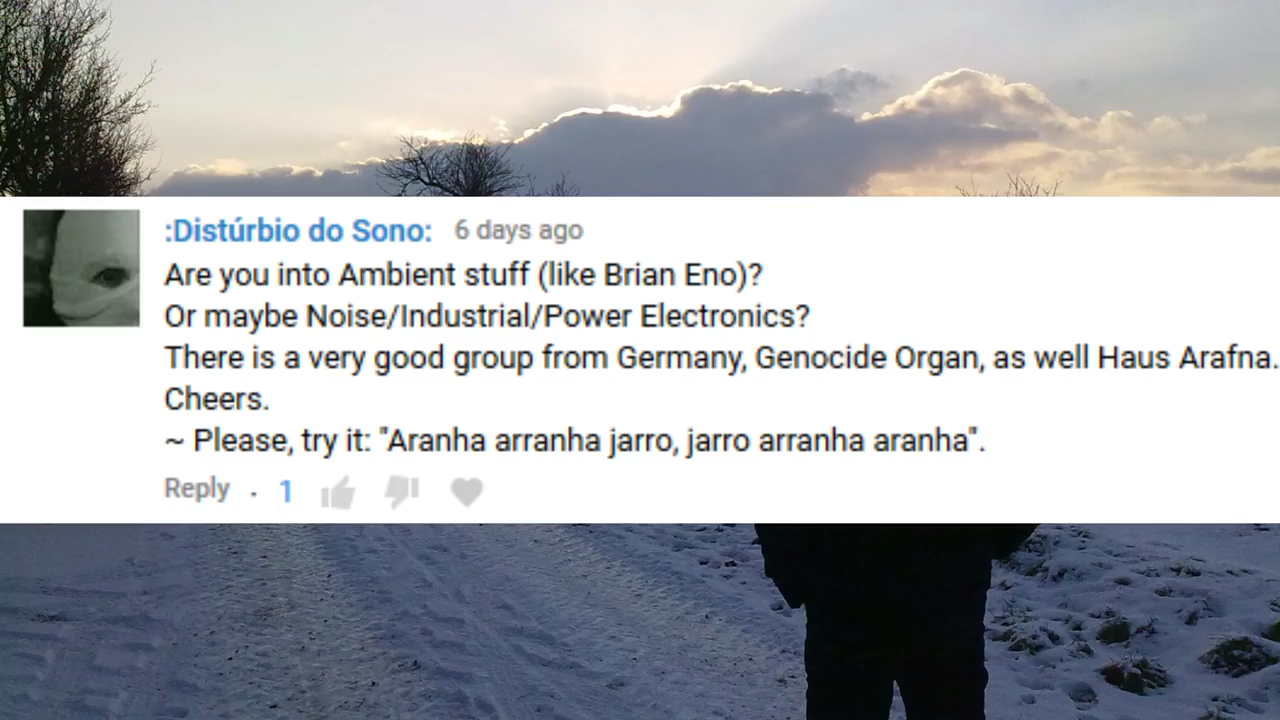 :Distúrbio do Sono: 6 days ago
Are you into Ambient stuff (like Brian Eno)?
Or maybe Noise/Industrial/Power Electronics?
There is a very good group from Germany, Genocide Organ, as well Haus Arafna.
Cheers.
~ Please, try it: "Aranha arranha jarro, jarro arranha aranha".
Reply . 1